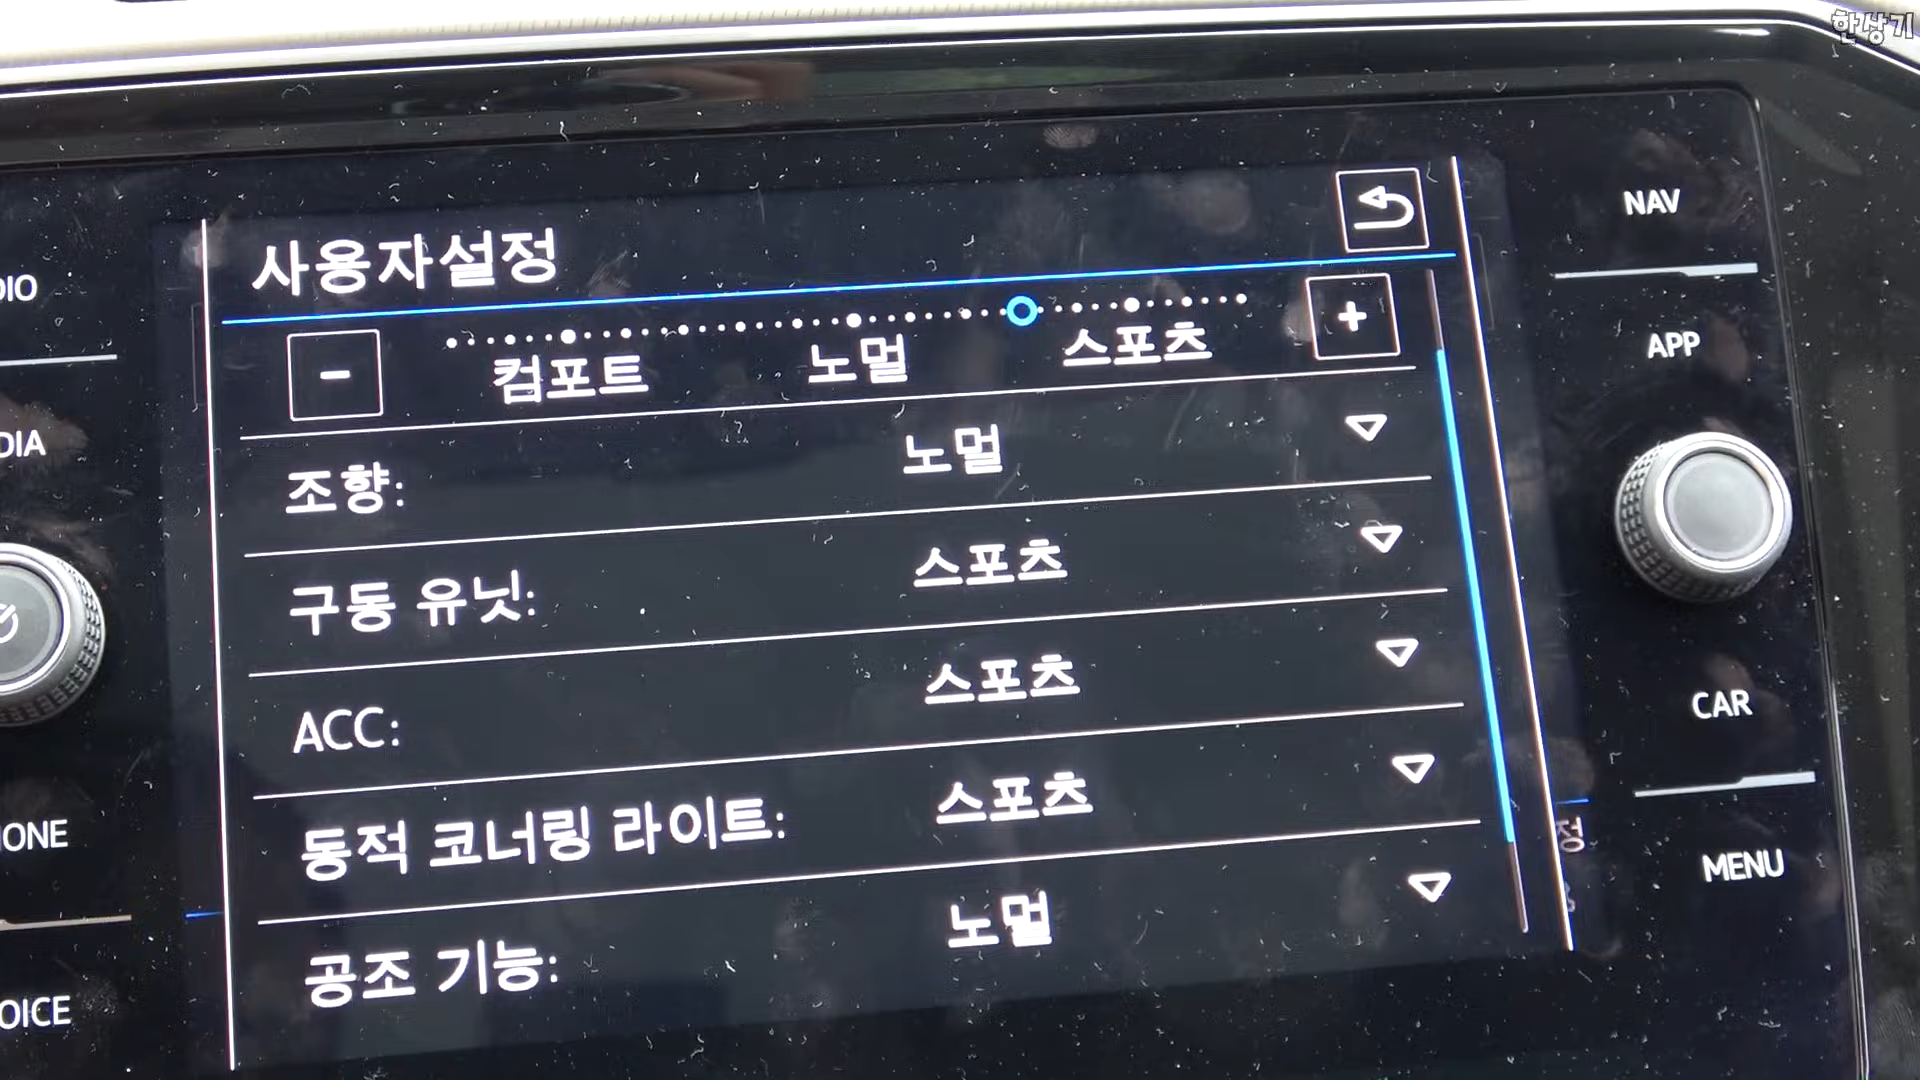 한상기
NAV
사용자설정
DIO
-
+
컴포트 노멀 스포츠
APP
조향: 노멀
DIA
구동 유닛: 스포츠
ACC: 스포츠
CAR
동적 코너링 라이트: 스포츠
ONE
정
MENU
공조 기능: 노멀
OICE